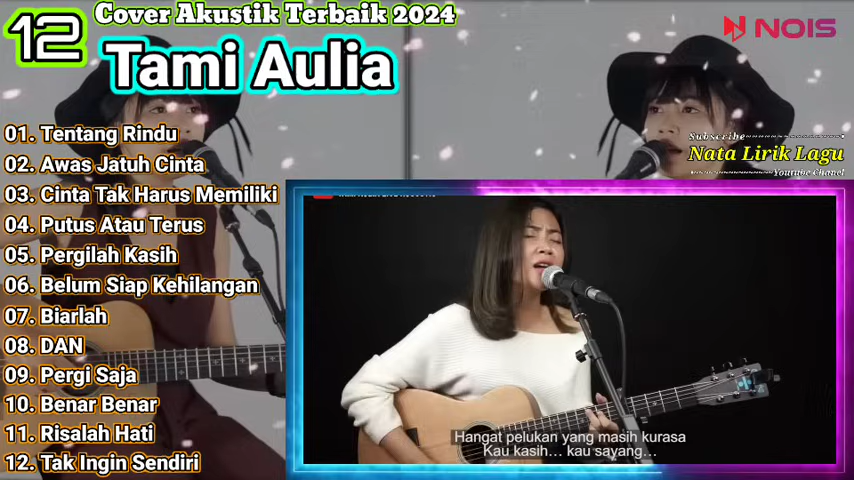 12 Cover Akustik Terbaik 2024
Tami Aulia
NOIS
Subscribe
Nata Lirik Lagu
Youtube Chanel
01. Tentang Rindu
02. Awas Jatuh Cinta
03. Cinta Tak Harus Memiliki
04. Putus Atau Terus
05. Pergilah Kasih
06. Belum Siap Kehilangan
07. Biarlah
08. DAN
09. Pergi Saja
10. Benar Benar
11. Risalah Hati
12. Tak Ingin Sendiri
Hangat pelukan yang masih kurasa
Kau kasih... kau sayang...